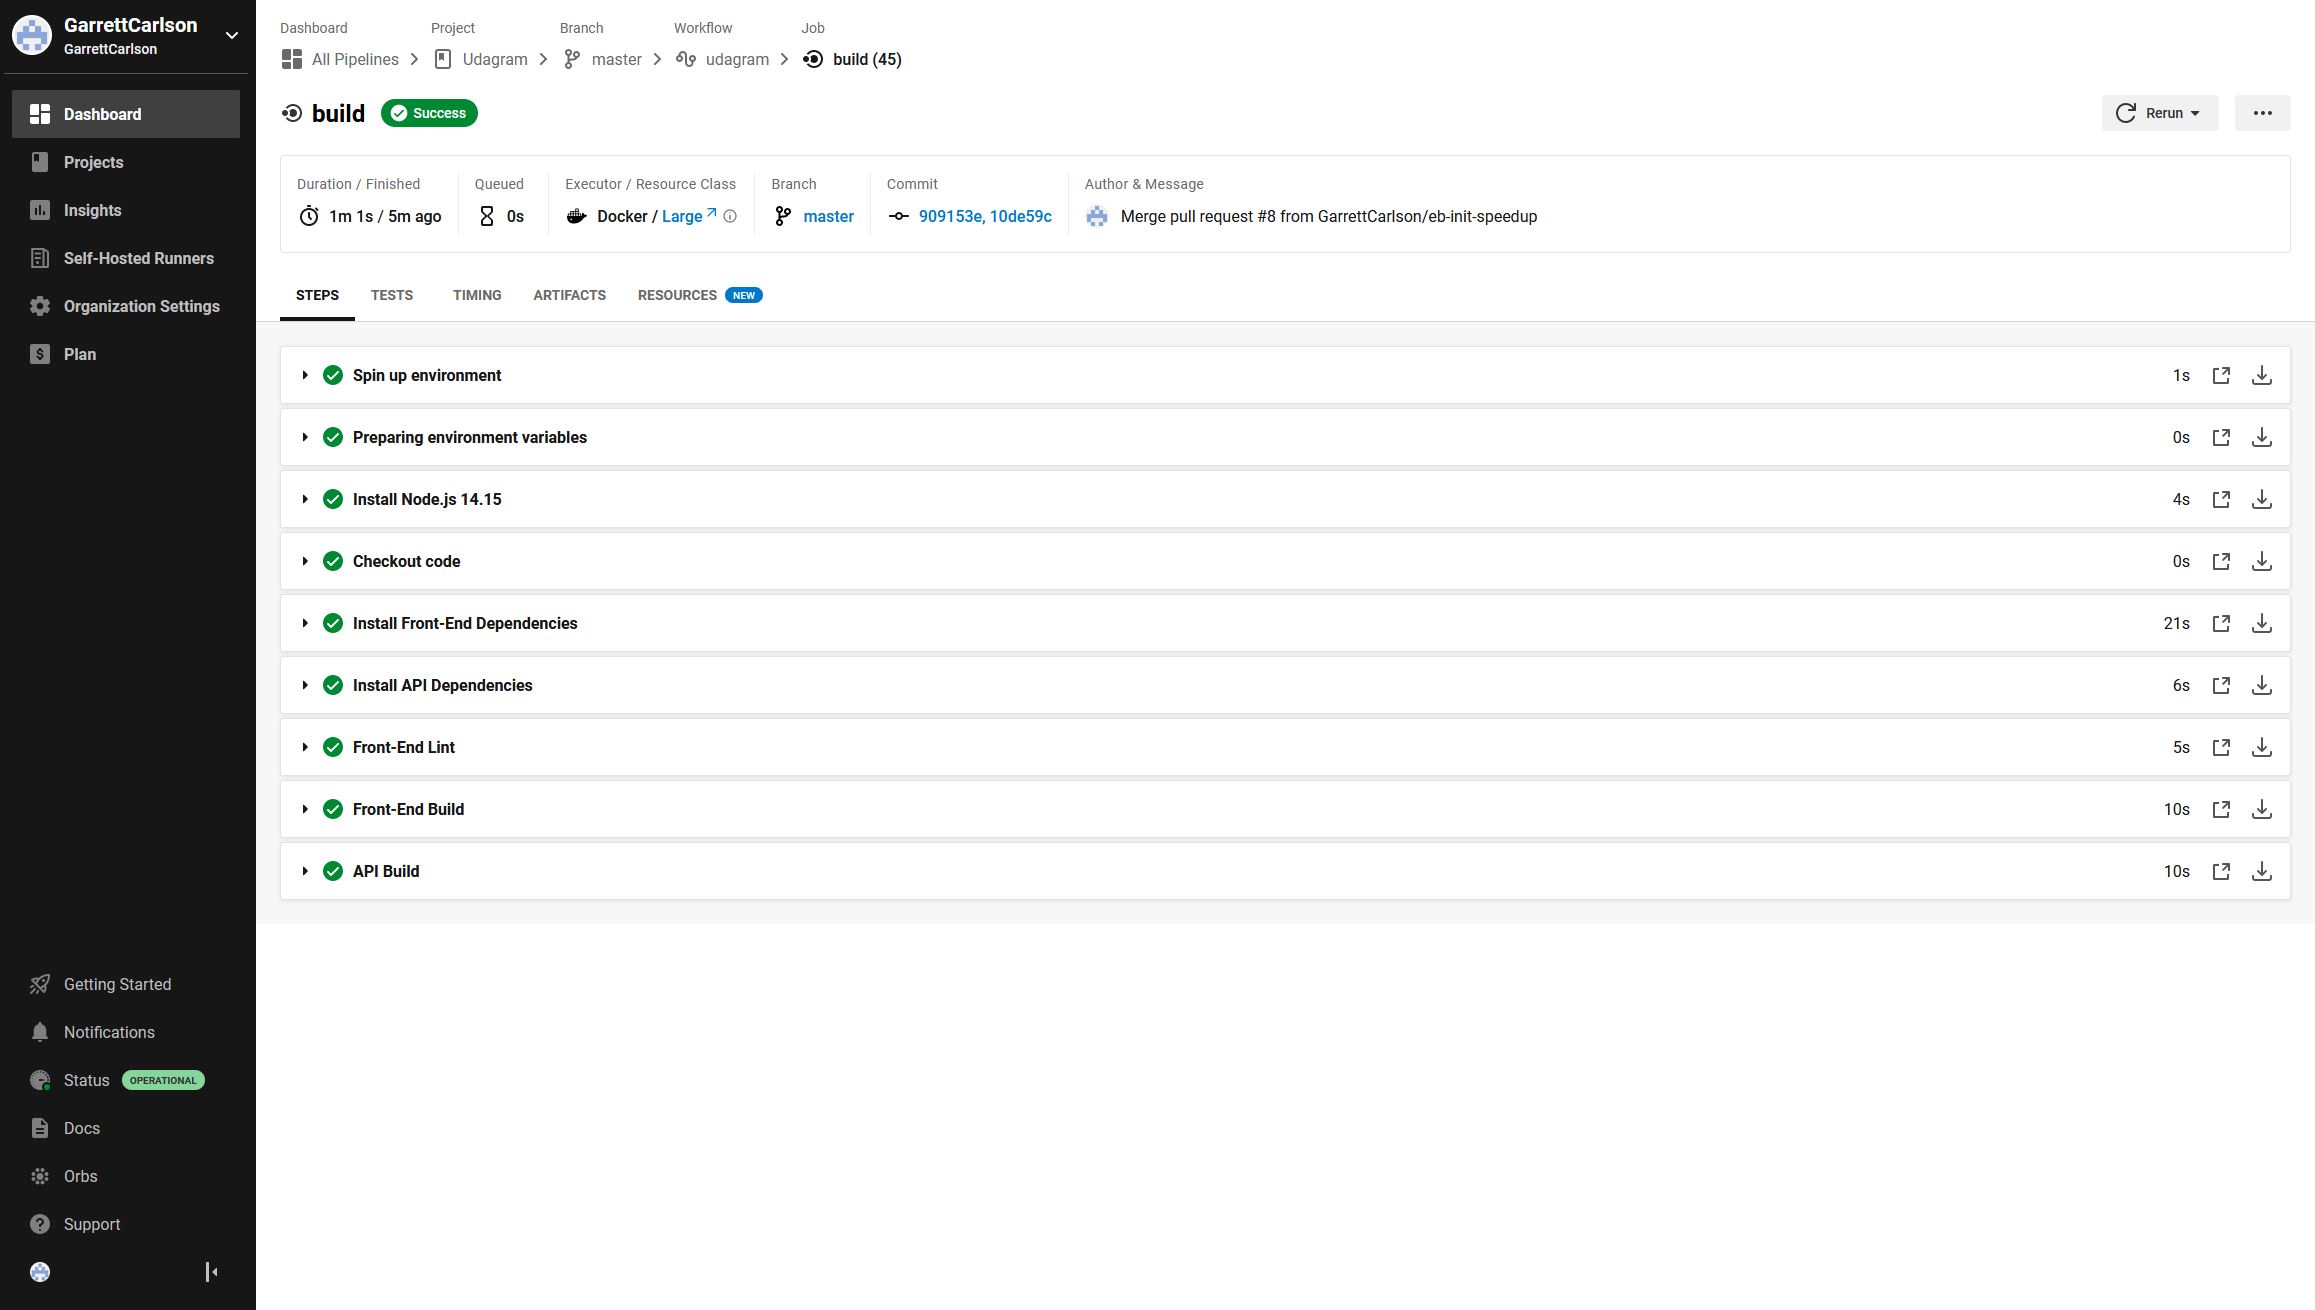 GarrettCarlson
GarrettCarlson
Dashboard
Projects
Insights
Self-Hosted Runners
Organization Settings
Plan
Getting Started
Notifications
Status OPERATIONAL
Docs
Orbs
Support
Dashboard Project Branch Workflow Job
All Pipelines Udagram master udagram build (45)
build Success Rerun
Duration / Finished Queued Executor / Resource Class Branch Commit Author & Message
1m 1s / 5m ago 0s Docker / Large master 909153e, 10de59c Merge pull request #8 from GarrettCarlson/eb-init-speedup
STEPS TESTS TIMING ARTIFACTS RESOURCES NEW
Spin up environment 1s
Preparing environment variables 0s
Install Node.js 14.15 4s
Checkout code 0s
Install Front-End Dependencies 21s
Install API Dependencies 6s
Front-End Lint 5s
Front-End Build 10s
API Build 10s